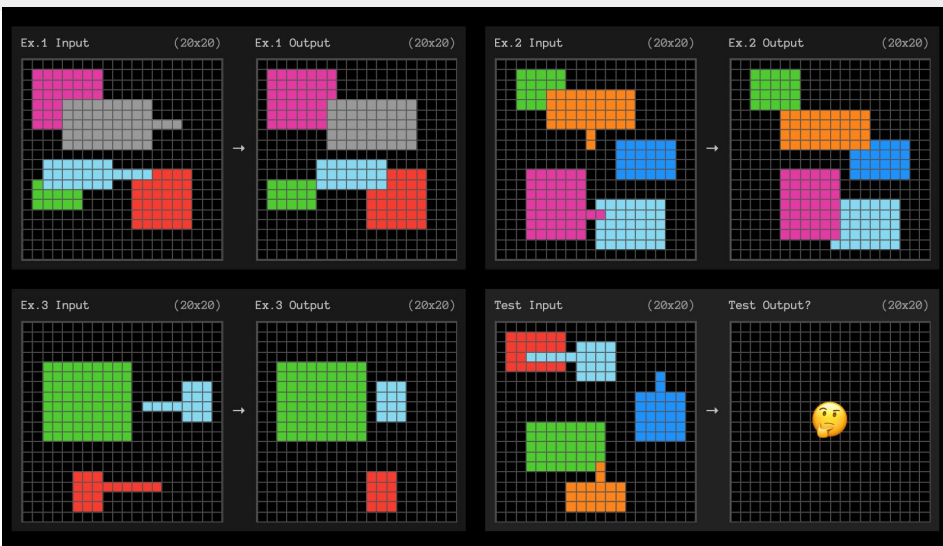 Ex.1 Input (20x20)
Ex.1 Output (20x20)
Ex.2 Input (20x20)
Ex.2 Output (20x20)
→
→
Ex.3 Input (20x20)
Ex.3 Output (20x20)
Test Input (20x20)
Test Output? (20x20)
→
→